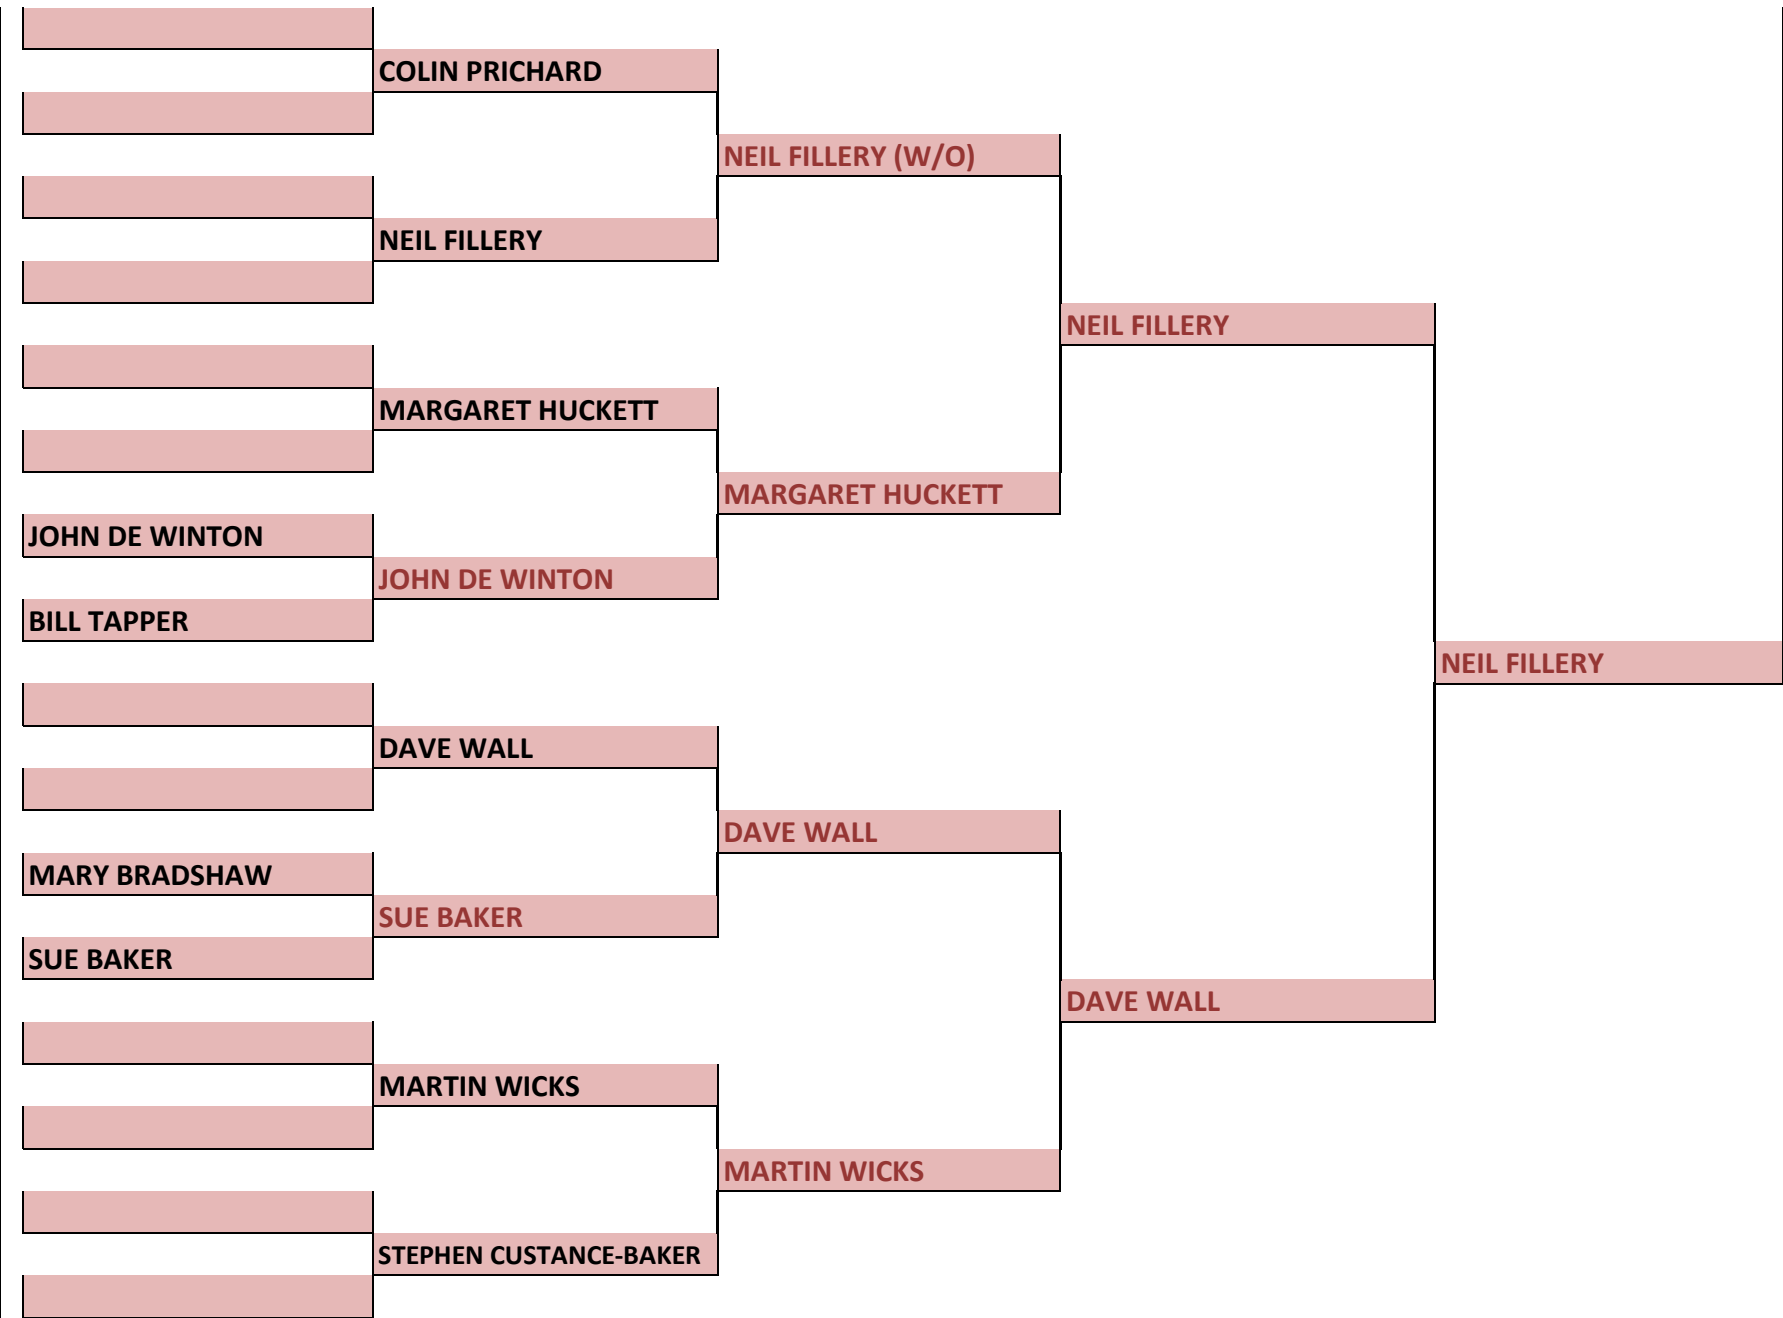 COLIN PRICHARD
NEIL FILLERY (W/O)
NEIL FILLERY
NEIL FILLERY
MARGARET HUCKETT
MARGARET HUCKETT
JOHN DE WINTON
JOHN DE WINTON
BILL TAPPER
NEIL FILLERY
DAVE WALL
DAVE WALL
MARY BRADSHAW
SUE BAKER
SUE BAKER
DAVE WALL
MARTIN WICKS
MARTIN WICKS
STEPHEN CUSTANCE-BAKER